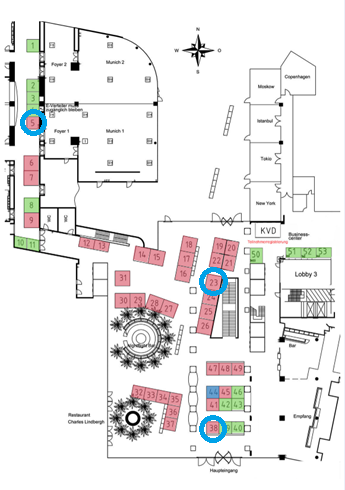 N
W
O
S
1
Foyer 2
Munich 2
Copenhagen
Moskow
2
3
E-Verteiler muss
zugänglich bleiben
5
Foyer 1
Munich 1
Istanbul
Tokio
6
7
8
9
WC
WC
New York
KVD
Teilnehmerregistrierung
Business-
center
10 11
12 13
14 15
16
17
18
19 20
22 21
50
51 52 53
Lobby 3
31
23
24
25
26
30 29 28 27
Bar
47 48 49
44 45 46
41 42 43
38 39 40
32 33 34 35
36
37
Restaurant
Charles Lindbergh
Empfang
Haupteingang